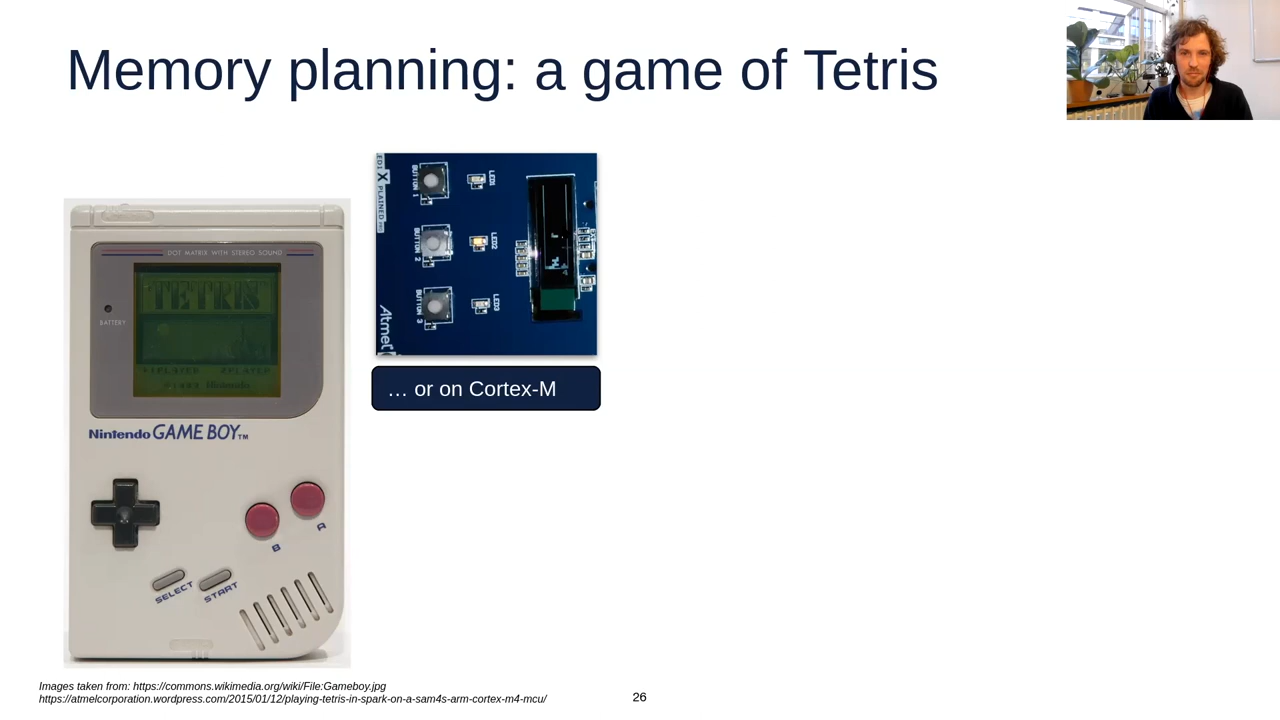 Memory planning: a game of Tetris
DOT MATRIX WITH STEREO SOUND
TETRIS
BATTERY
Nintendo GAME BOY™
B
A
SELECT
START
BUTTON 1
LED1
BUTTON 2
LED2
BUTTON 3
LED3
Atmel
… or on Cortex-M
Images taken from: https://commons.wikimedia.org/wiki/File:Gameboy.jpg
https://atmelcorporation.wordpress.com/2015/01/12/playing-tetris-in-spark-on-a-sam4s-arm-cortex-m4-mcu/
26